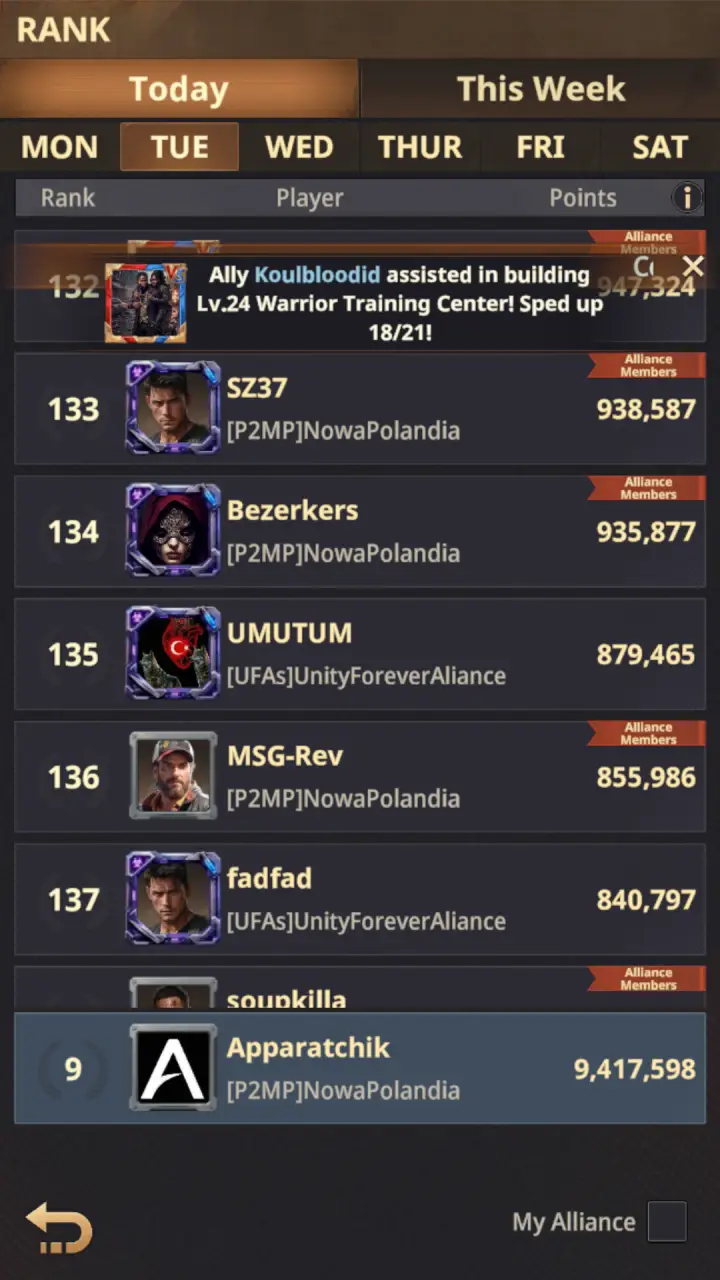 RANK
Today
This Week
MON
TUE
WED
THUR
FRI
SAT
Rank
Player
Points
Alliance
Members
132
947,324
Ally Koulbloodid assisted in building
Lv.24 Warrior Training Center! Sped up
18/21!
Alliance
Members
133
SZ37
[P2MP]NowaPolandia
938,587
Alliance
Members
134
Bezerkers
[P2MP]NowaPolandia
935,877
135
UMUTUM
[UFAs]UnityForeverAliance
879,465
Alliance
Members
136
MSG-Rev
[P2MP]NowaPolandia
855,986
137
fadfad
[UFAs]UnityForeverAliance
840,797
Alliance
Members
soupkilla
9
Apparatchik
[P2MP]NowaPolandia
9,417,598
My Alliance